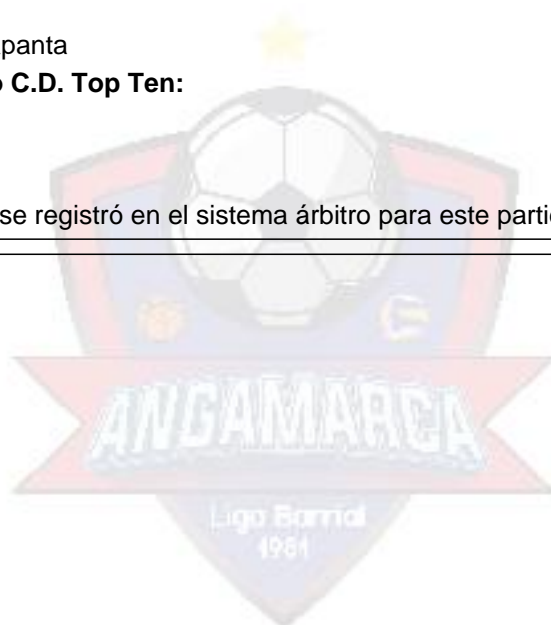 panta
o C.D. Top Ten:
se registró en el sistema árbitro para este parti
ANGAMARCA
Liga Barrial
1981